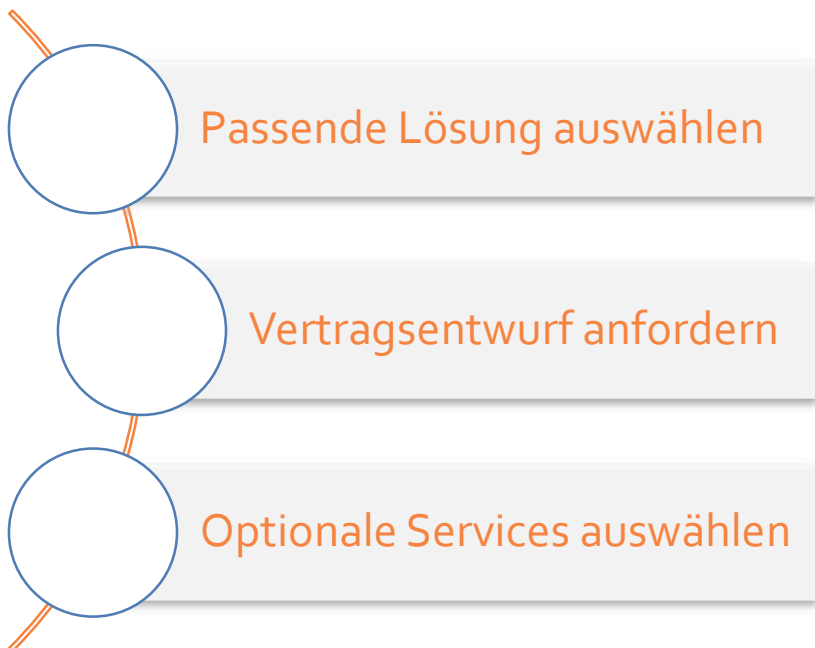 Passende Lösung auswählen
Vertragsentwurf anfordern
Optionale Services auswählen